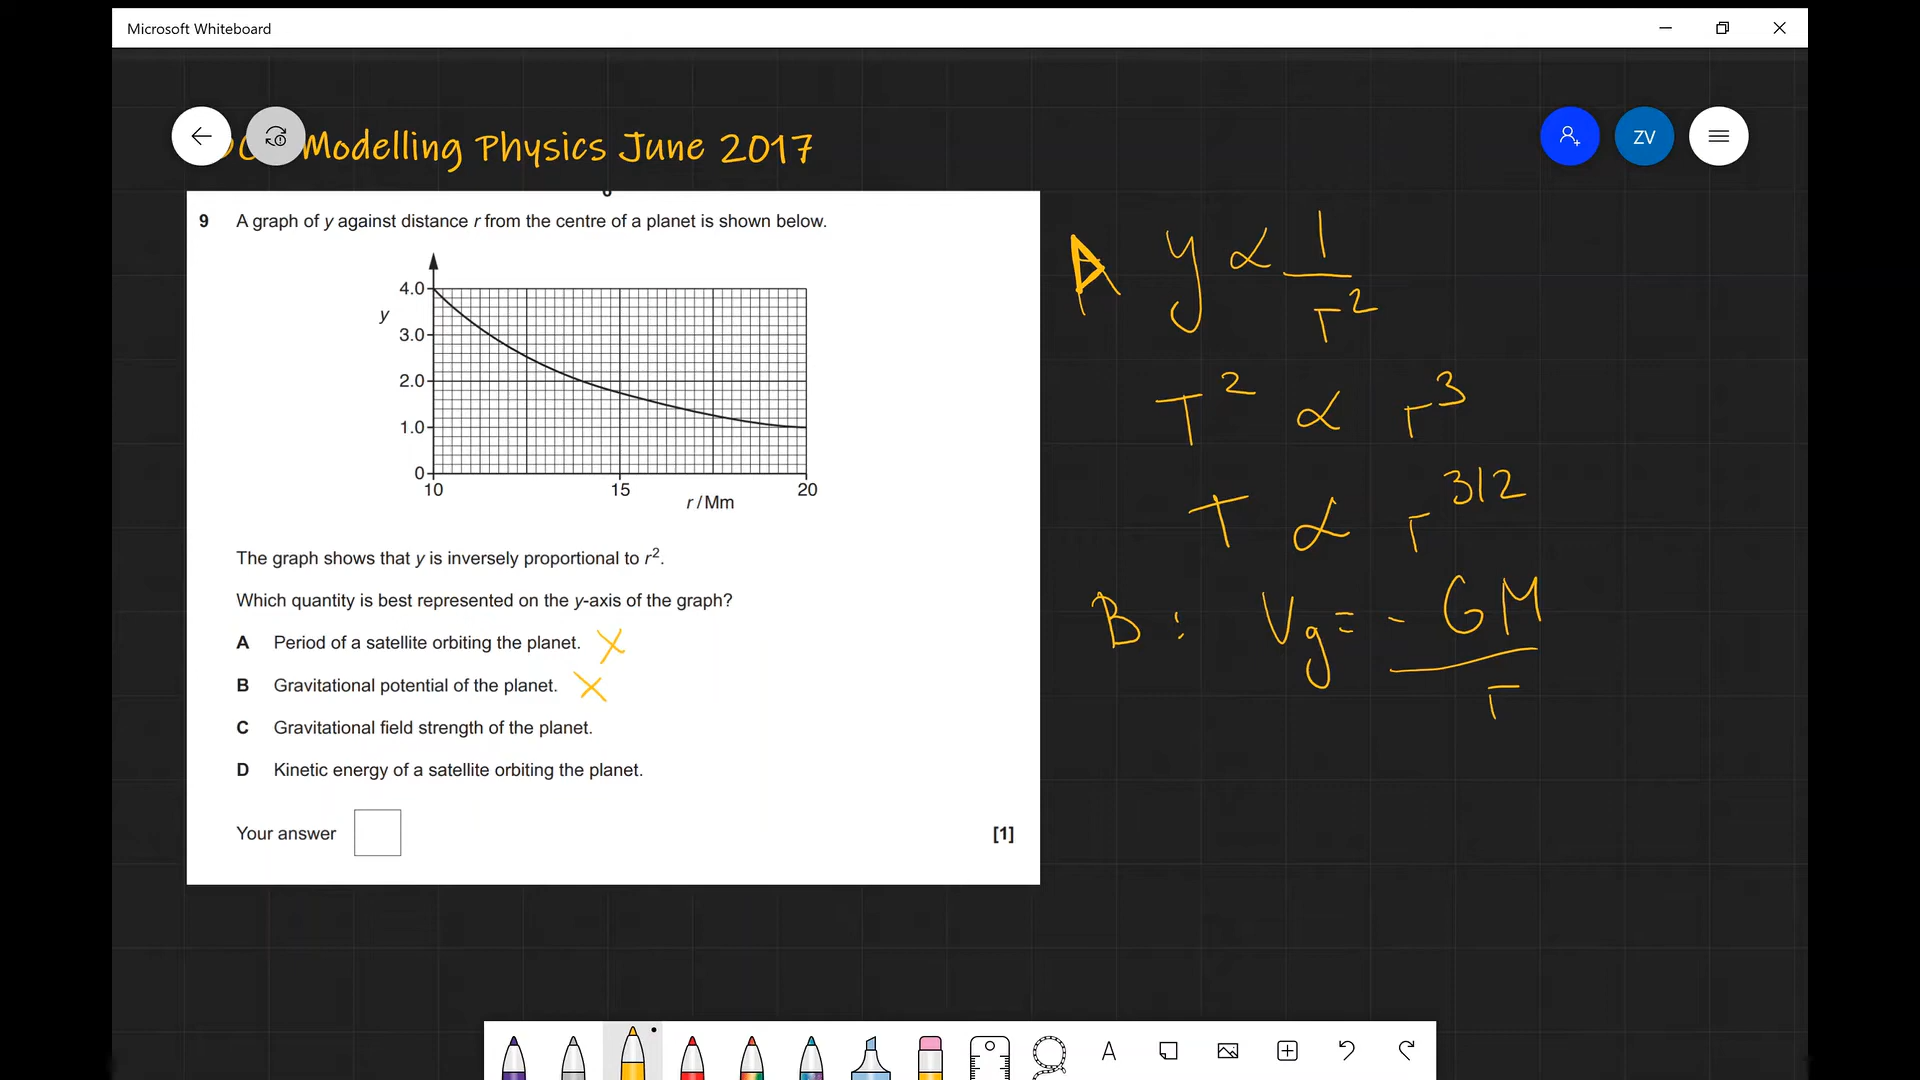 Microsoft Whiteboard
Modelling Physics June 2017
ZV
9 A graph of y against distance r from the centre of a planet is shown below.
4.0
y
3.0
2.0
1.0
0
10 15 20
r / Mm
The graph shows that y is inversely proportional to r².
Which quantity is best represented on the y-axis of the graph?
A Period of a satellite orbiting the planet. X
B Gravitational potential of the planet. X
C Gravitational field strength of the planet.
D Kinetic energy of a satellite orbiting the planet.
Your answer [1]
A y ∝ 1/r²
T² ∝ r³
T ∝ r^3/2
B : Vg = - GM/r
A